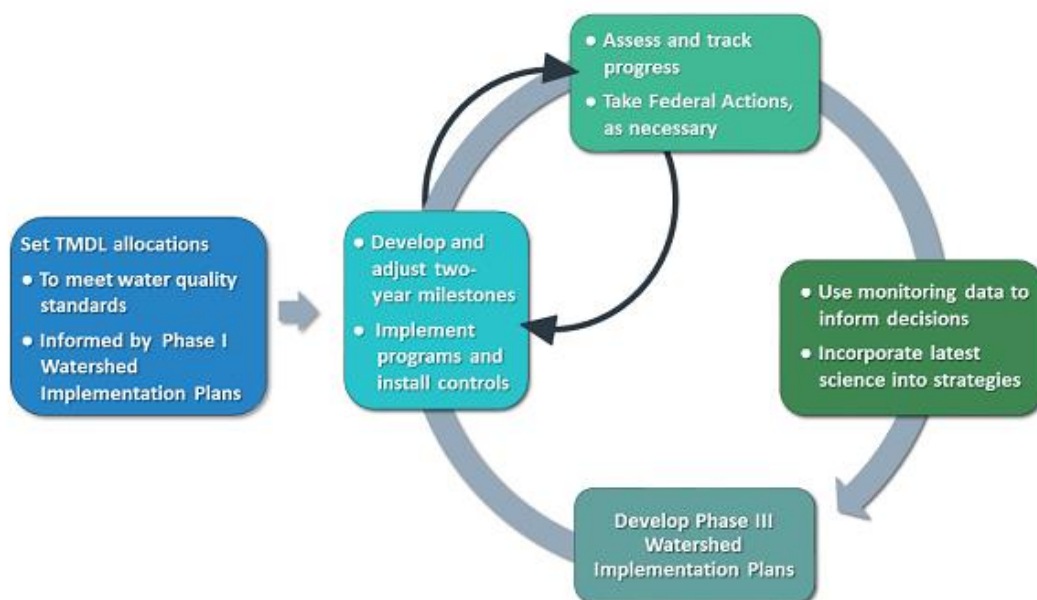 Set TMDL allocations
● To meet water quality
standards
● Informed by Phase I
Watershed
Implementation Plans
● Develop and
adjust two-
year milestones
● Implement
programs and
install controls
● Assess and track
progress
● Take Federal Actions,
as necessary
● Use monitoring data to
inform decisions
● Incorporate latest
science into strategies
Develop Phase III
Watershed
Implementation Plans